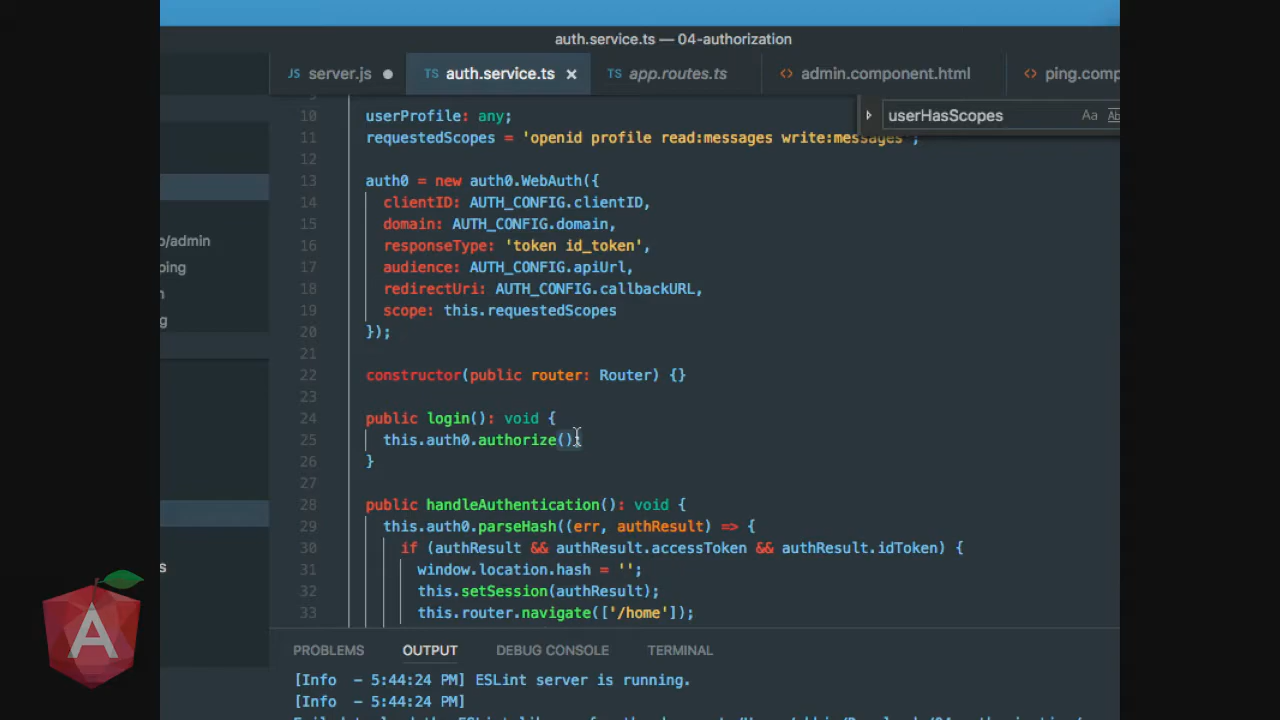 auth.service.ts — 04-authorization
JS server.js
TS auth.service.ts
TS app.routes.ts
<> admin.component.html
<> ping.comp
userHasScopes Aa Ab
b/admin
ping
s
10 userProfile: any;
11 requestedScopes = 'openid profile read:messages write:messages';
12
13 auth0 = new auth0.WebAuth({
14 clientID: AUTH_CONFIG.clientID,
15 domain: AUTH_CONFIG.domain,
16 responseType: 'token id_token',
17 audience: AUTH_CONFIG.apiUrl,
18 redirectUri: AUTH_CONFIG.callbackURL,
19 scope: this.requestedScopes
20 });
21
22 constructor(public router: Router) {}
23
24 public login(): void {
25 this.auth0.authorize();
26 }
27
28 public handleAuthentication(): void {
29 this.auth0.parseHash((err, authResult) => {
30 if (authResult && authResult.accessToken && authResult.idToken) {
31 window.location.hash = '';
32 this.setSession(authResult);
33 this.router.navigate(['/home']);
PROBLEMS OUTPUT DEBUG CONSOLE TERMINAL
[Info - 5:44:24 PM] ESLint server is running.
[Info - 5:44:24 PM]
A